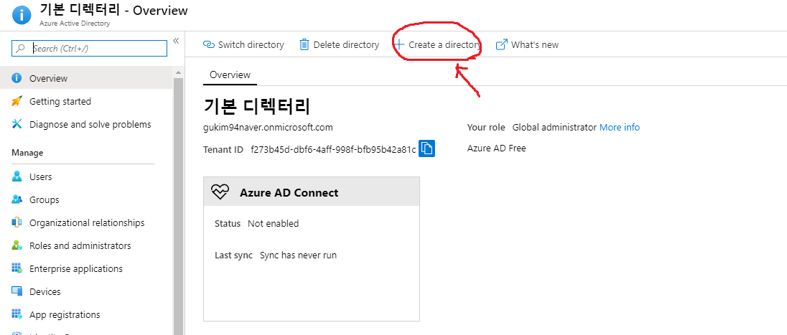 기본 디렉터리 - Overview
Azure Active Directory
Search (Ctrl+/)
«
Overview
Getting started
Diagnose and solve problems
Manage
Users
Groups
Organizational relationships
Roles and administrators
Enterprise applications
Devices
App registrations
Switch directory
Delete directory
Create a directory
What's new
Overview
기본 디렉터리
gukim94naver.onmicrosoft.com
Your role Global administrator More info
Tenant ID f273b45d-dbf6-4aff-998f-bfb95b42a81c
Azure AD Free
Azure AD Connect
Status Not enabled
Last sync Sync has never run